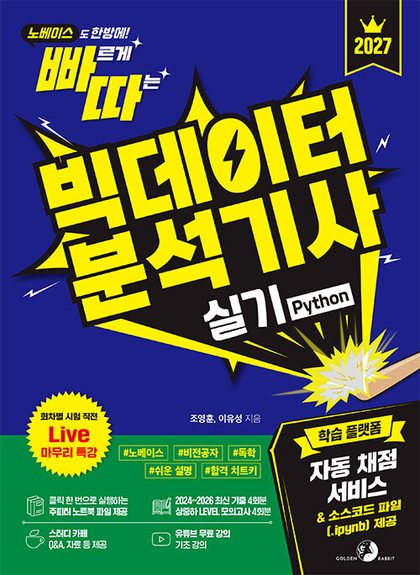 노베이스도 한방에!
빠르게
따는
2027
빅데이터
분석기사
실기 Python
조영훈, 이유성 지음
회차별 시험 직전
Live
마무리 특강
#노베이스 #비전공자 #독학
#쉬운 설명 #합격 치트키
학습 플랫폼
자동 채점
서비스
& 소스코드 파일
(.ipynb) 제공
클릭 한 번으로 실행하는
주피터 노트북 파일 제공
2024~2026 최신 기출 4회분
상중하 LEVEL 모의고사 4회분
스터디 카페
Q&A, 자료 등 제공
유튜브 무료 강의
기초 강의
GOLDEN RABBIT